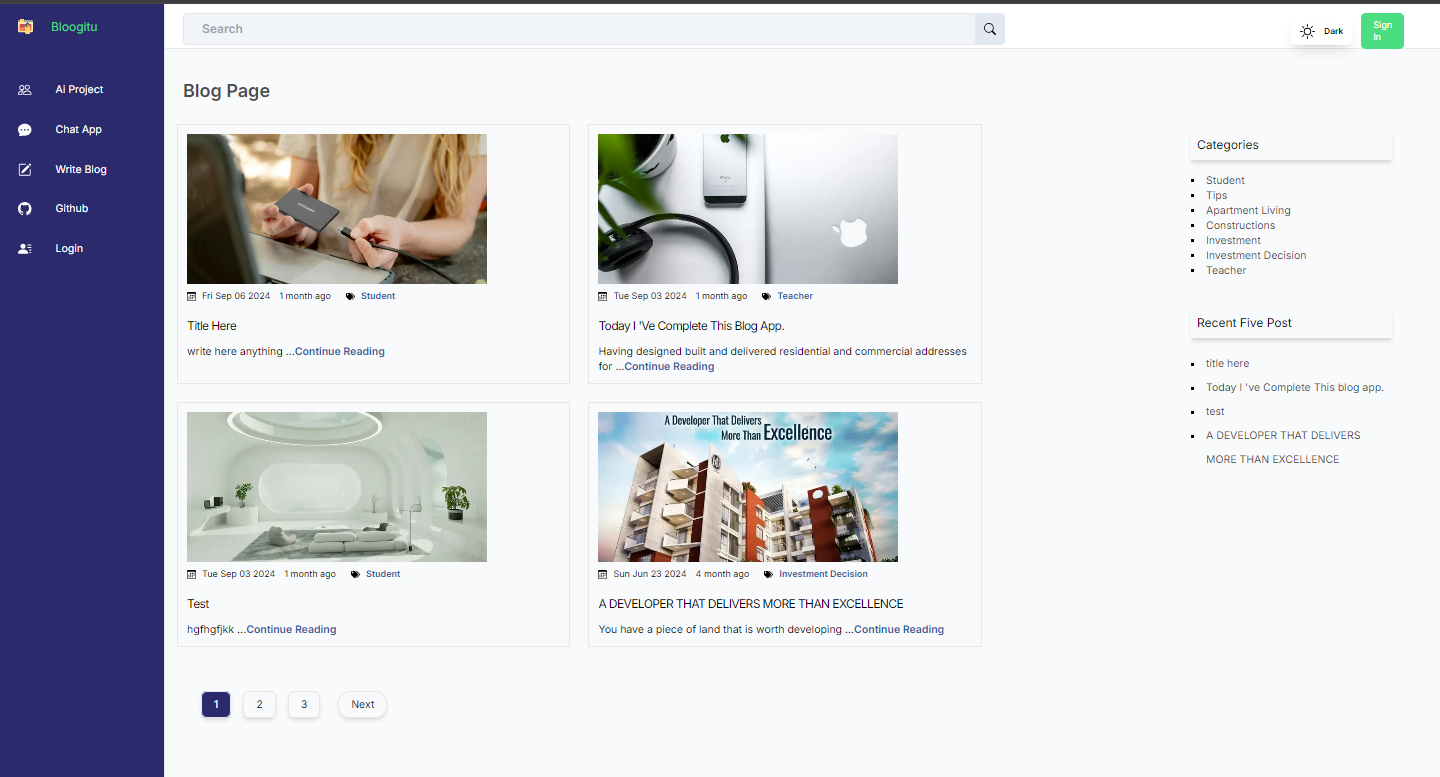 Bloogitu
Ai Project
Chat App
Write Blog
Github
Login
Search
Dark
Sign
In
Blog Page
Fri Sep 06 2024 1 month ago Student
Title Here
write here anything ...Continue Reading
Tue Sep 03 2024 1 month ago Teacher
Today I 'Ve Complete This Blog App.
Having designed built and delivered residential and commercial addresses
for ...Continue Reading
A Developer That Delivers
More Than Excellence
Tue Sep 03 2024 1 month ago Student
Test
hgfhgfjkk ...Continue Reading
Sun Jun 23 2024 4 month ago Investment Decision
A DEVELOPER THAT DELIVERS MORE THAN EXCELLENCE
You have a piece of land that is worth developing ...Continue Reading
1 2 3 Next
Categories
Student
Tips
Apartment Living
Constructions
Investment
Investment Decision
Teacher
Recent Five Post
title here
Today I 've Complete This blog app.
test
A DEVELOPER THAT DELIVERS
MORE THAN EXCELLENCE